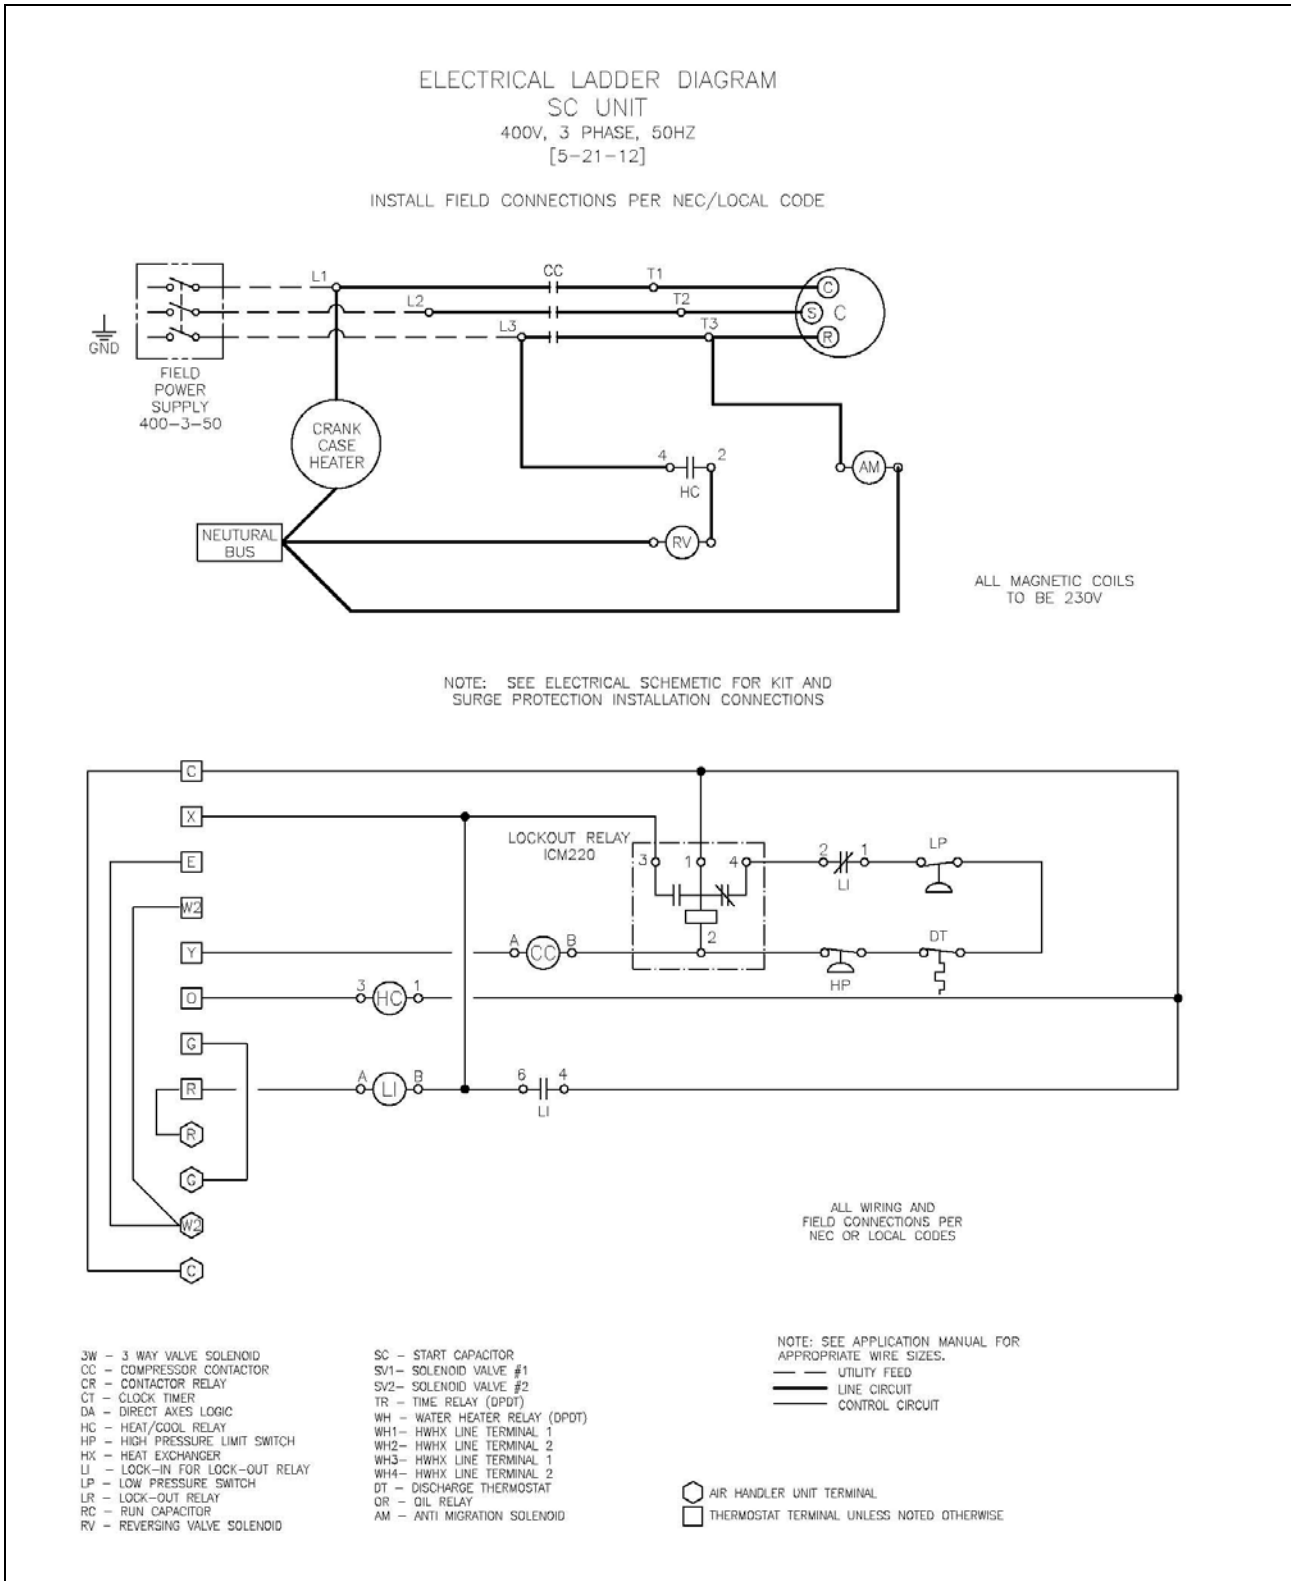 ELECTRICAL LADDER DIAGRAM
SC UNIT
400V, 3 PHASE, 50HZ
[5-21-12]
INSTALL FIELD CONNECTIONS PER NEC/LOCAL CODE
L1
CC
T1
C
L2
T2
S
C
L3
T3
R
GND
FIELD
POWER
SUPPLY
400-3-50
CRANK
CASE
HEATER
4
2
HC
AM
NEUTURAL
BUS
RV
ALL MAGNETIC COILS
TO BE 230V
NOTE: SEE ELECTRICAL SCHEMETIC FOR KIT AND
SURGE PROTECTION INSTALLATION CONNECTIONS
C
X
LOCKOUT RELAY
ICM220
E
3
1
4
2
1
LI
LP
W2
Y
A
CC
B
2
HP
DT
O
3
HC
1
G
R
A
LI
B
6
4
LI
R
G
W2
C
ALL WIRING AND
FIELD CONNECTIONS PER
NEC OR LOCAL CODES
3W - 3 WAY VALVE SOLENOID
CC - COMPRESSOR CONTACTOR
CR - CONTACTOR RELAY
CT - CLOCK TIMER
DA - DIRECT AXES LOGIC
HC - HEAT/COOL RELAY
HP - HIGH PRESSURE LIMIT SWITCH
HX - HEAT EXCHANGER
LI - LOCK-IN FOR LOCK-OUT RELAY
LP - LOW PRESSURE SWITCH
LR - LOCK-OUT RELAY
RC - RUN CAPACITOR
RV - REVERSING VALVE SOLENOID
SC - START CAPACITOR
SV1- SOLENOID VALVE #1
SV2- SOLENOID VALVE #2
TR - TIME RELAY (DPDT)
WH - WATER HEATER RELAY (DPDT)
WH1- HWHX LINE TERMINAL 1
WH2- HWHX LINE TERMINAL 2
WH3- HWHX LINE TERMINAL 1
WH4- HWHX LINE TERMINAL 2
DT - DISCHARGE THERMOSTAT
OR - OIL RELAY
AM - ANTI MIGRATION SOLENOID
NOTE: SEE APPLICATION MANUAL FOR
APPROPRIATE WIRE SIZES.
UTILITY FEED
LINE CIRCUIT
CONTROL CIRCUIT
AIR HANDLER UNIT TERMINAL
THERMOSTAT TERMINAL UNLESS NOTED OTHERWISE